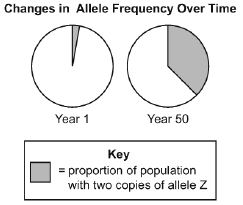 Changes in Allele Frequency Over Time
Year 1
Year 50
Key
= proportion of population
with two copies of allele Z